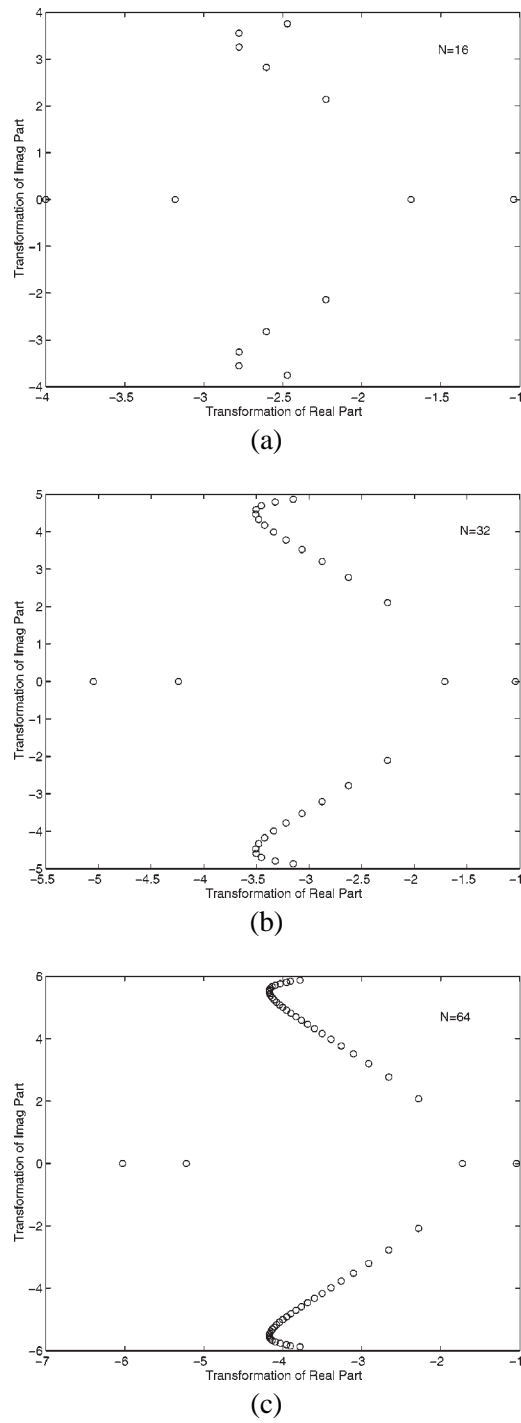 4
3
2
1
0
−1
−2
−3
−4
Transformation of Imag Part
N=16
−4 −3.5 −3 −2.5 −2 −1.5 −1
Transformation of Real Part
(a)
5
4
3
2
1
0
−1
−2
−3
−4
−5
Transformation of Imag Part
N=32
−5.5 −5 −4.5 −4 −3.5 −3 −2.5 −2 −1.5 −1
Transformation of Real Part
(b)
6
4
2
0
−2
−4
−6
Transformation of Imag Part
N=64
−7 −6 −5 −4 −3 −2 −1
Transformation of Real Part
(c)